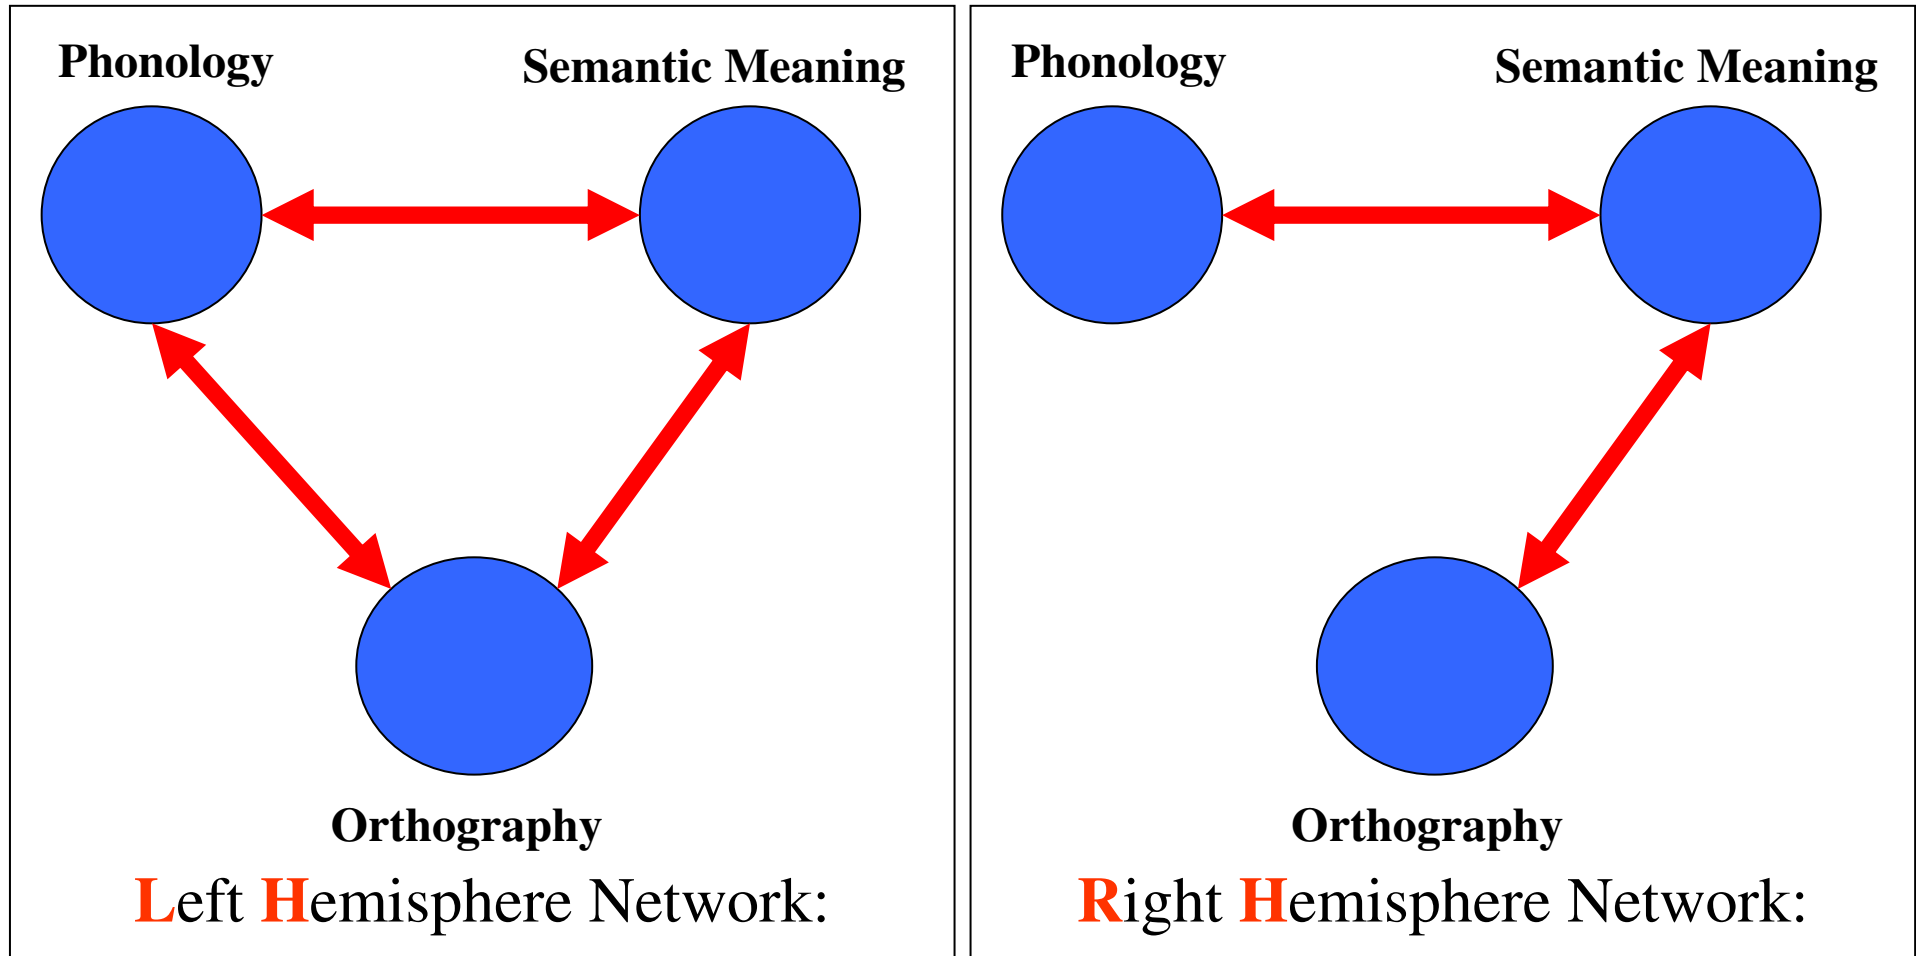 Phonology
Semantic Meaning
Orthography
Left Hemisphere Network:
Phonology
Semantic Meaning
Orthography
Right Hemisphere Network: